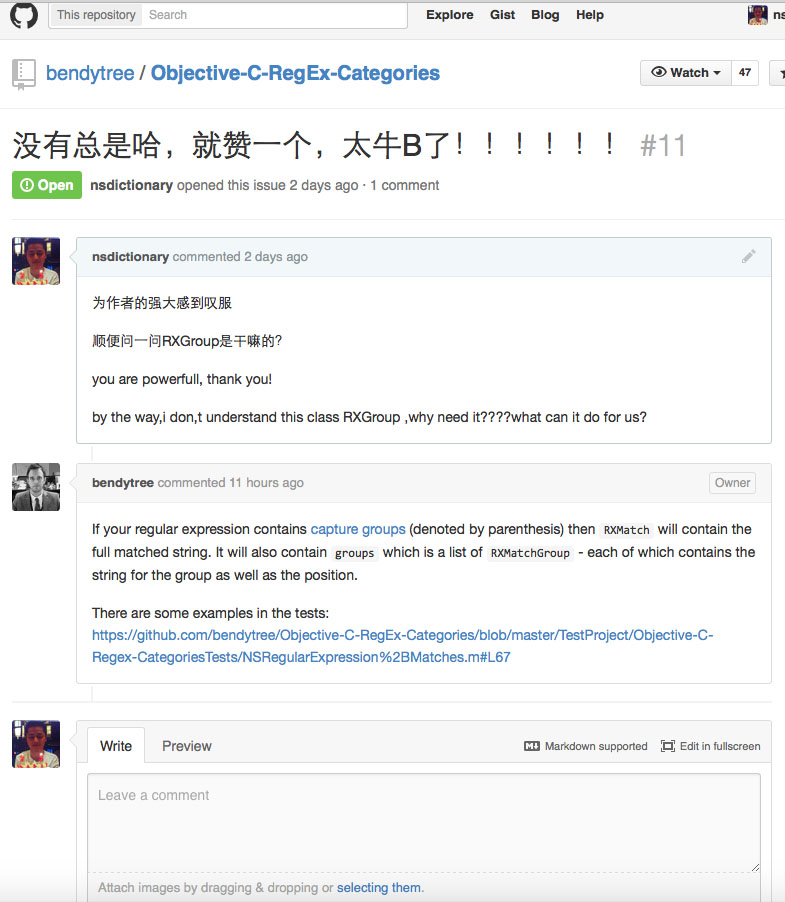 This repository Search Explore Gist Blog Help ns
bendytree / Objective-C-RegEx-Categories Watch 47
没有总是哈，就赞一个，太牛B了！！！！！！ #11
Open nsdictionary opened this issue 2 days ago · 1 comment
nsdictionary commented 2 days ago
为作者的强大感到叹服
顺便问一问RXGroup是干嘛的?
you are powerfull, thank you!
by the way,i don,t understand this class RXGroup ,why need it????what can it do for us?
bendytree commented 11 hours ago Owner
If your regular expression contains capture groups (denoted by parenthesis) then RXMatch will contain the
full matched string. It will also contain groups which is a list of RXMatchGroup - each of which contains the
string for the group as well as the position.
There are some examples in the tests:
https://github.com/bendytree/Objective-C-RegEx-Categories/blob/master/TestProject/Objective-C-
Regex-CategoriesTests/NSRegularExpression%2BMatches.m#L67
Write Preview Markdown supported Edit in fullscreen
Leave a comment
Attach images by dragging & dropping or selecting them.